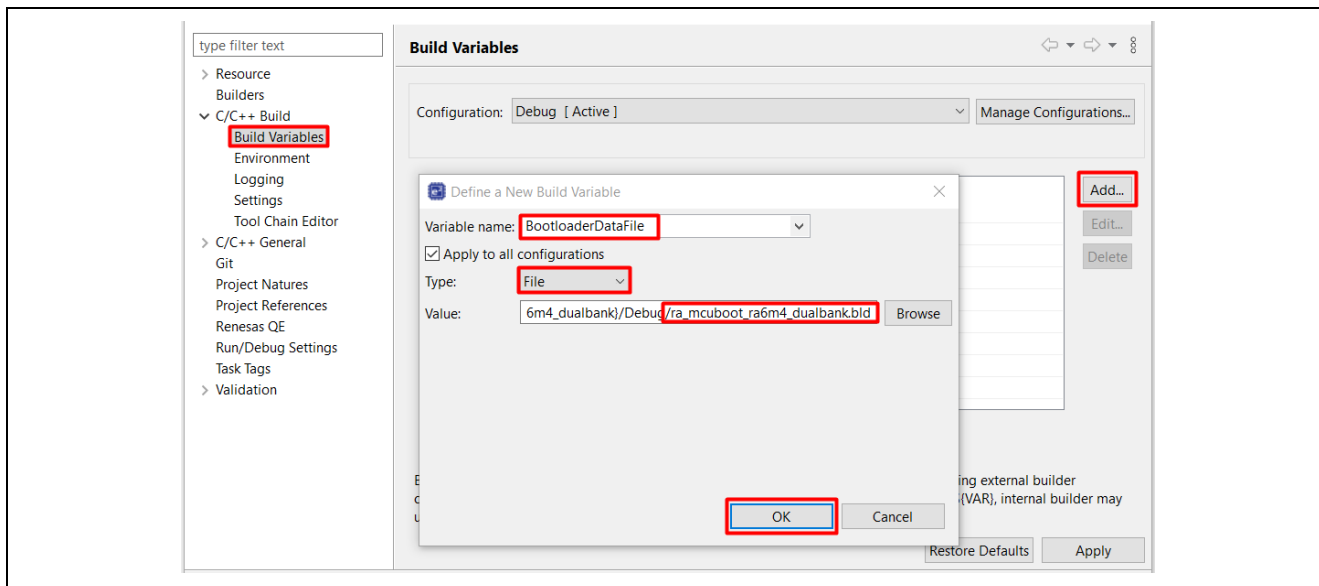 type filter text
Resource
Builders
C/C++ Build
Build Variables
Environment
Logging
Settings
Tool Chain Editor
C/C++ General
Git
Project Natures
Project References
Renesas QE
Run/Debug Settings
Task Tags
Validation
Build Variables
Configuration: Debug [ Active ] Manage Configurations...
Add...
Edit...
Delete
Define a New Build Variable
Variable name: BootloaderDataFile
Apply to all configurations
Type: File
Value: 6m4_dualbank}/Debug/ra_mcuboot_ra6m4_dualbank.bld Browse
OK Cancel
ing external builder
{VAR}, internal builder may
Restore Defaults Apply